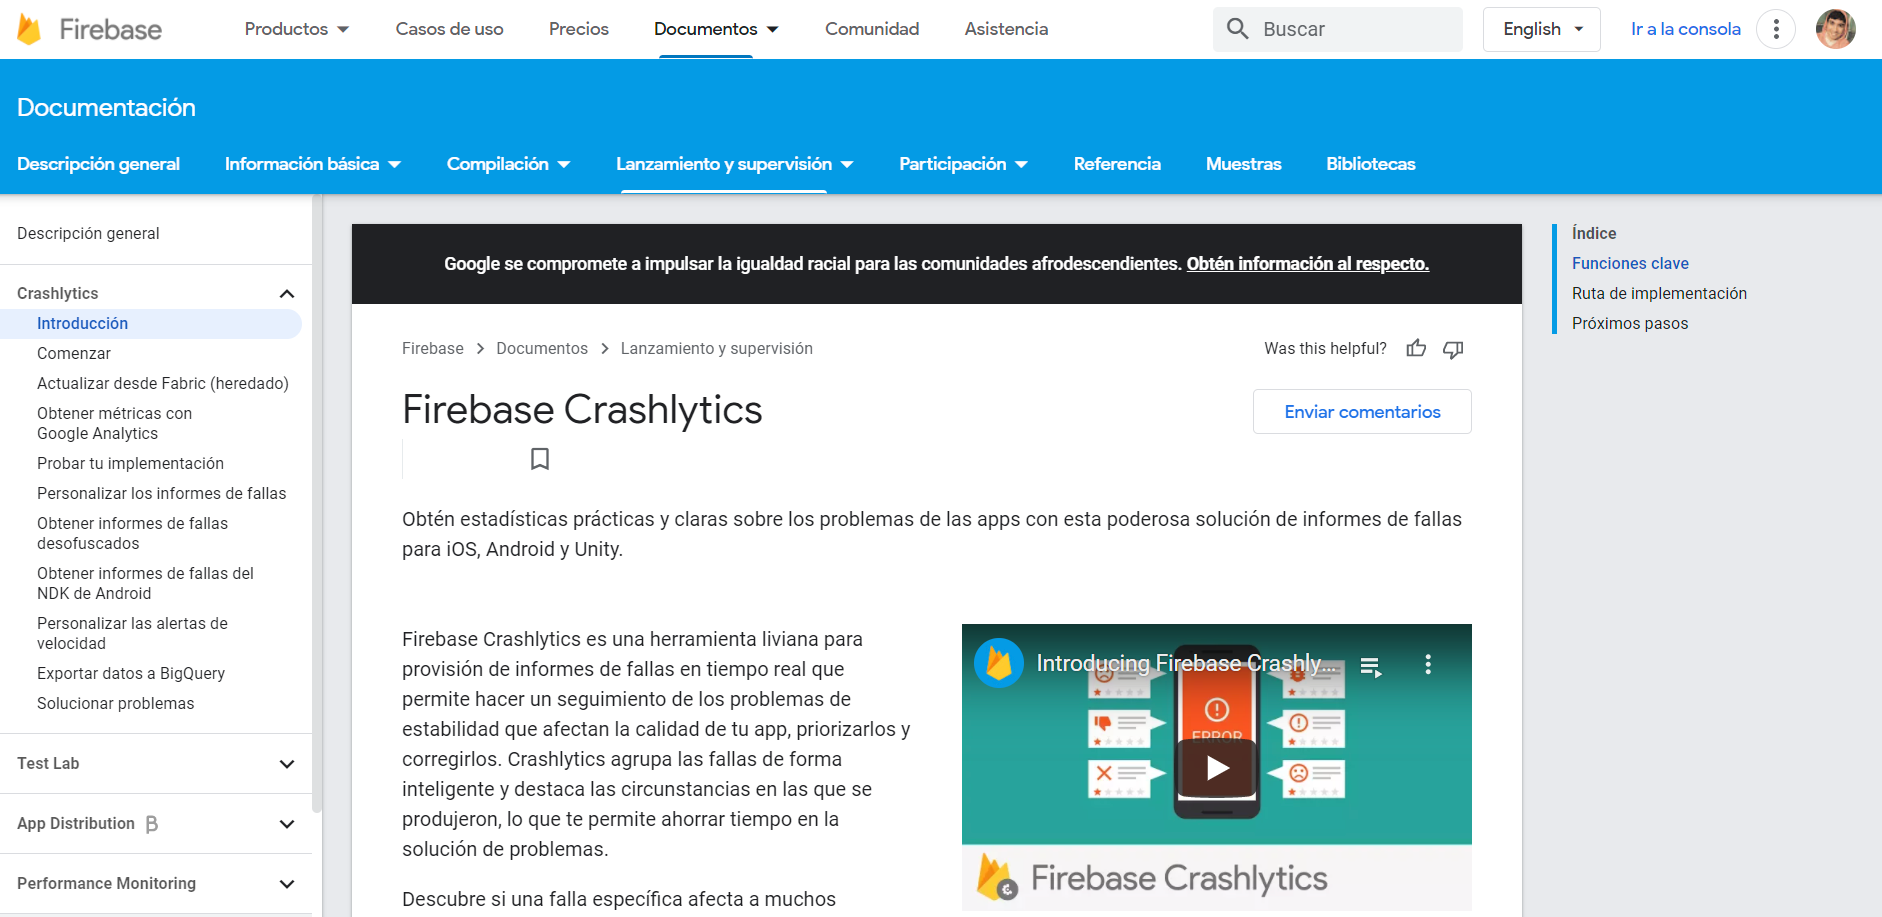 Firebase
Productos
Casos de uso
Precios
Documentos
Comunidad
Asistencia
Buscar
English
Ir a la consola
Documentación
Descripción general
Información básica
Compilación
Lanzamiento y supervisión
Participación
Referencia
Muestras
Bibliotecas
Descripción general
Crashlytics
Introducción
Comenzar
Actualizar desde Fabric (heredado)
Obtener métricas con
Google Analytics
Probar tu implementación
Personalizar los informes de fallas
Obtener informes de fallas
desofuscados
Obtener informes de fallas del
NDK de Android
Personalizar las alertas de
velocidad
Exportar datos a BigQuery
Solucionar problemas
Test Lab
App Distribution β
Performance Monitoring
Google se compromete a impulsar la igualdad racial para las comunidades afrodescendientes. Obtén información al respecto.
Firebase > Documentos > Lanzamiento y supervisión
Was this helpful?
Firebase Crashlytics
Enviar comentarios
Obtén estadísticas prácticas y claras sobre los problemas de las apps con esta poderosa solución de informes de fallas
para iOS, Android y Unity.
Firebase Crashlytics es una herramienta liviana para
provisión de informes de fallas en tiempo real que
permite hacer un seguimiento de los problemas de
estabilidad que afectan la calidad de tu app, priorizarlos y
corregirlos. Crashlytics agrupa las fallas de forma
inteligente y destaca las circunstancias en las que se
produjeron, lo que te permite ahorrar tiempo en la
solución de problemas.
Descubre si una falla específica afecta a muchos
Introducing Firebase Crashly...
ERROR
Firebase Crashlytics
Índice
Funciones clave
Ruta de implementación
Próximos pasos